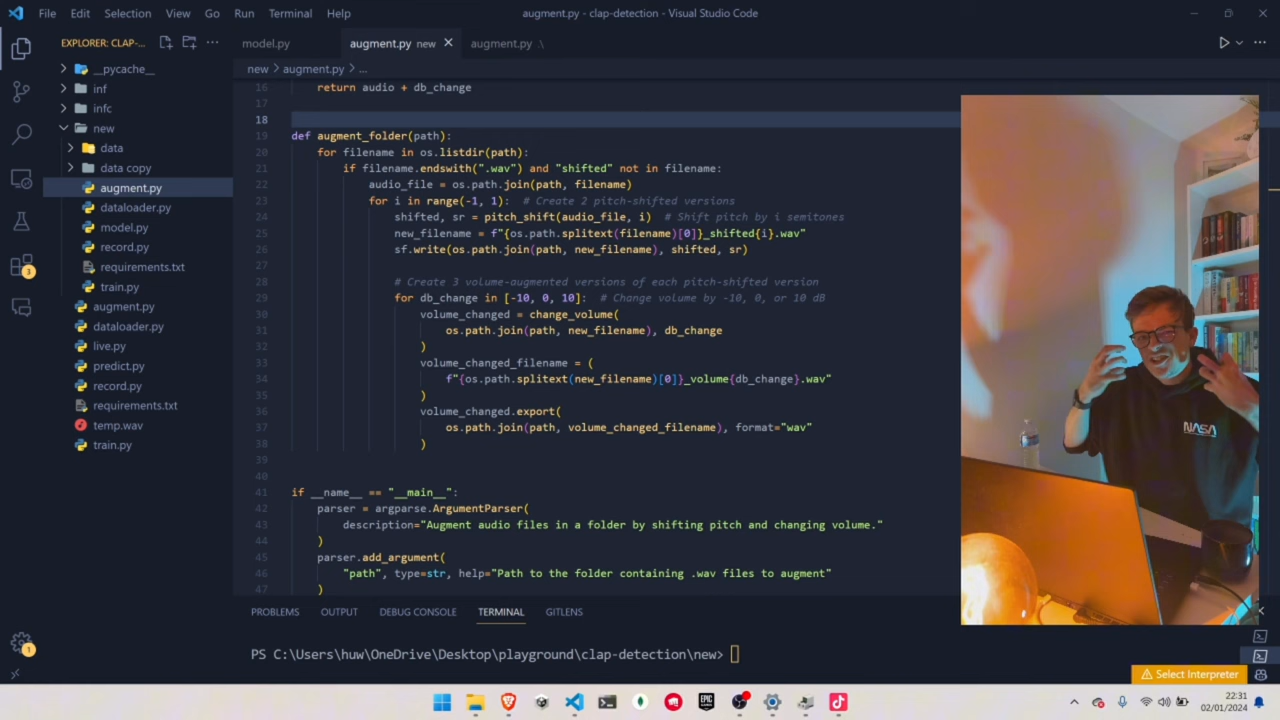 File Edit Selection View Go Run Terminal Help
augment.py - clap-detection - Visual Studio Code
EXPLORER: CLAP-...
model.py
augment.py new
augment.py \
new > augment.py > ...
__pycache__
inf
infc
new
data
data copy
augment.py
dataloader.py
model.py
record.py
requirements.txt
train.py
augment.py
dataloader.py
live.py
predict.py
record.py
requirements.txt
temp.wav
train.py
3
1
16 return audio + db_change
17
18
19 def augment_folder(path):
20 for filename in os.listdir(path):
21 if filename.endswith(".wav") and "shifted" not in filename:
22 audio_file = os.path.join(path, filename)
23 for i in range(-1, 1): # Create 2 pitch-shifted versions
24 shifted, sr = pitch_shift(audio_file, i) # Shift pitch by i semitones
25 new_filename = f"{os.path.splitext(filename)[0]}_shifted{i}.wav"
26 sf.write(os.path.join(path, new_filename), shifted, sr)
27
28 # Create 3 volume-augmented versions of each pitch-shifted version
29 for db_change in [-10, 0, 10]: # Change volume by -10, 0, or 10 dB
30 volume_changed = change_volume(
31 os.path.join(path, new_filename), db_change
32 )
33 volume_changed_filename = (
34 f"{os.path.splitext(new_filename)[0]}_volume{db_change}.wav"
35 )
36 volume_changed.export(
37 os.path.join(path, volume_changed_filename), format="wav"
38 )
39
40
41 if __name__ == "__main__":
42 parser = argparse.ArgumentParser(
43 description="Augment audio files in a folder by shifting pitch and changing volume."
44 )
45 parser.add_argument(
46 "path", type=str, help="Path to the folder containing .wav files to augment"
47 )
NASA
PROBLEMS OUTPUT DEBUG CONSOLE TERMINAL GITLENS
PS C:\Users\huw\OneDrive\Desktop\playground\clap-detection\new>
Select Interpreter
EPIC GAMES
22:31
02/01/2024